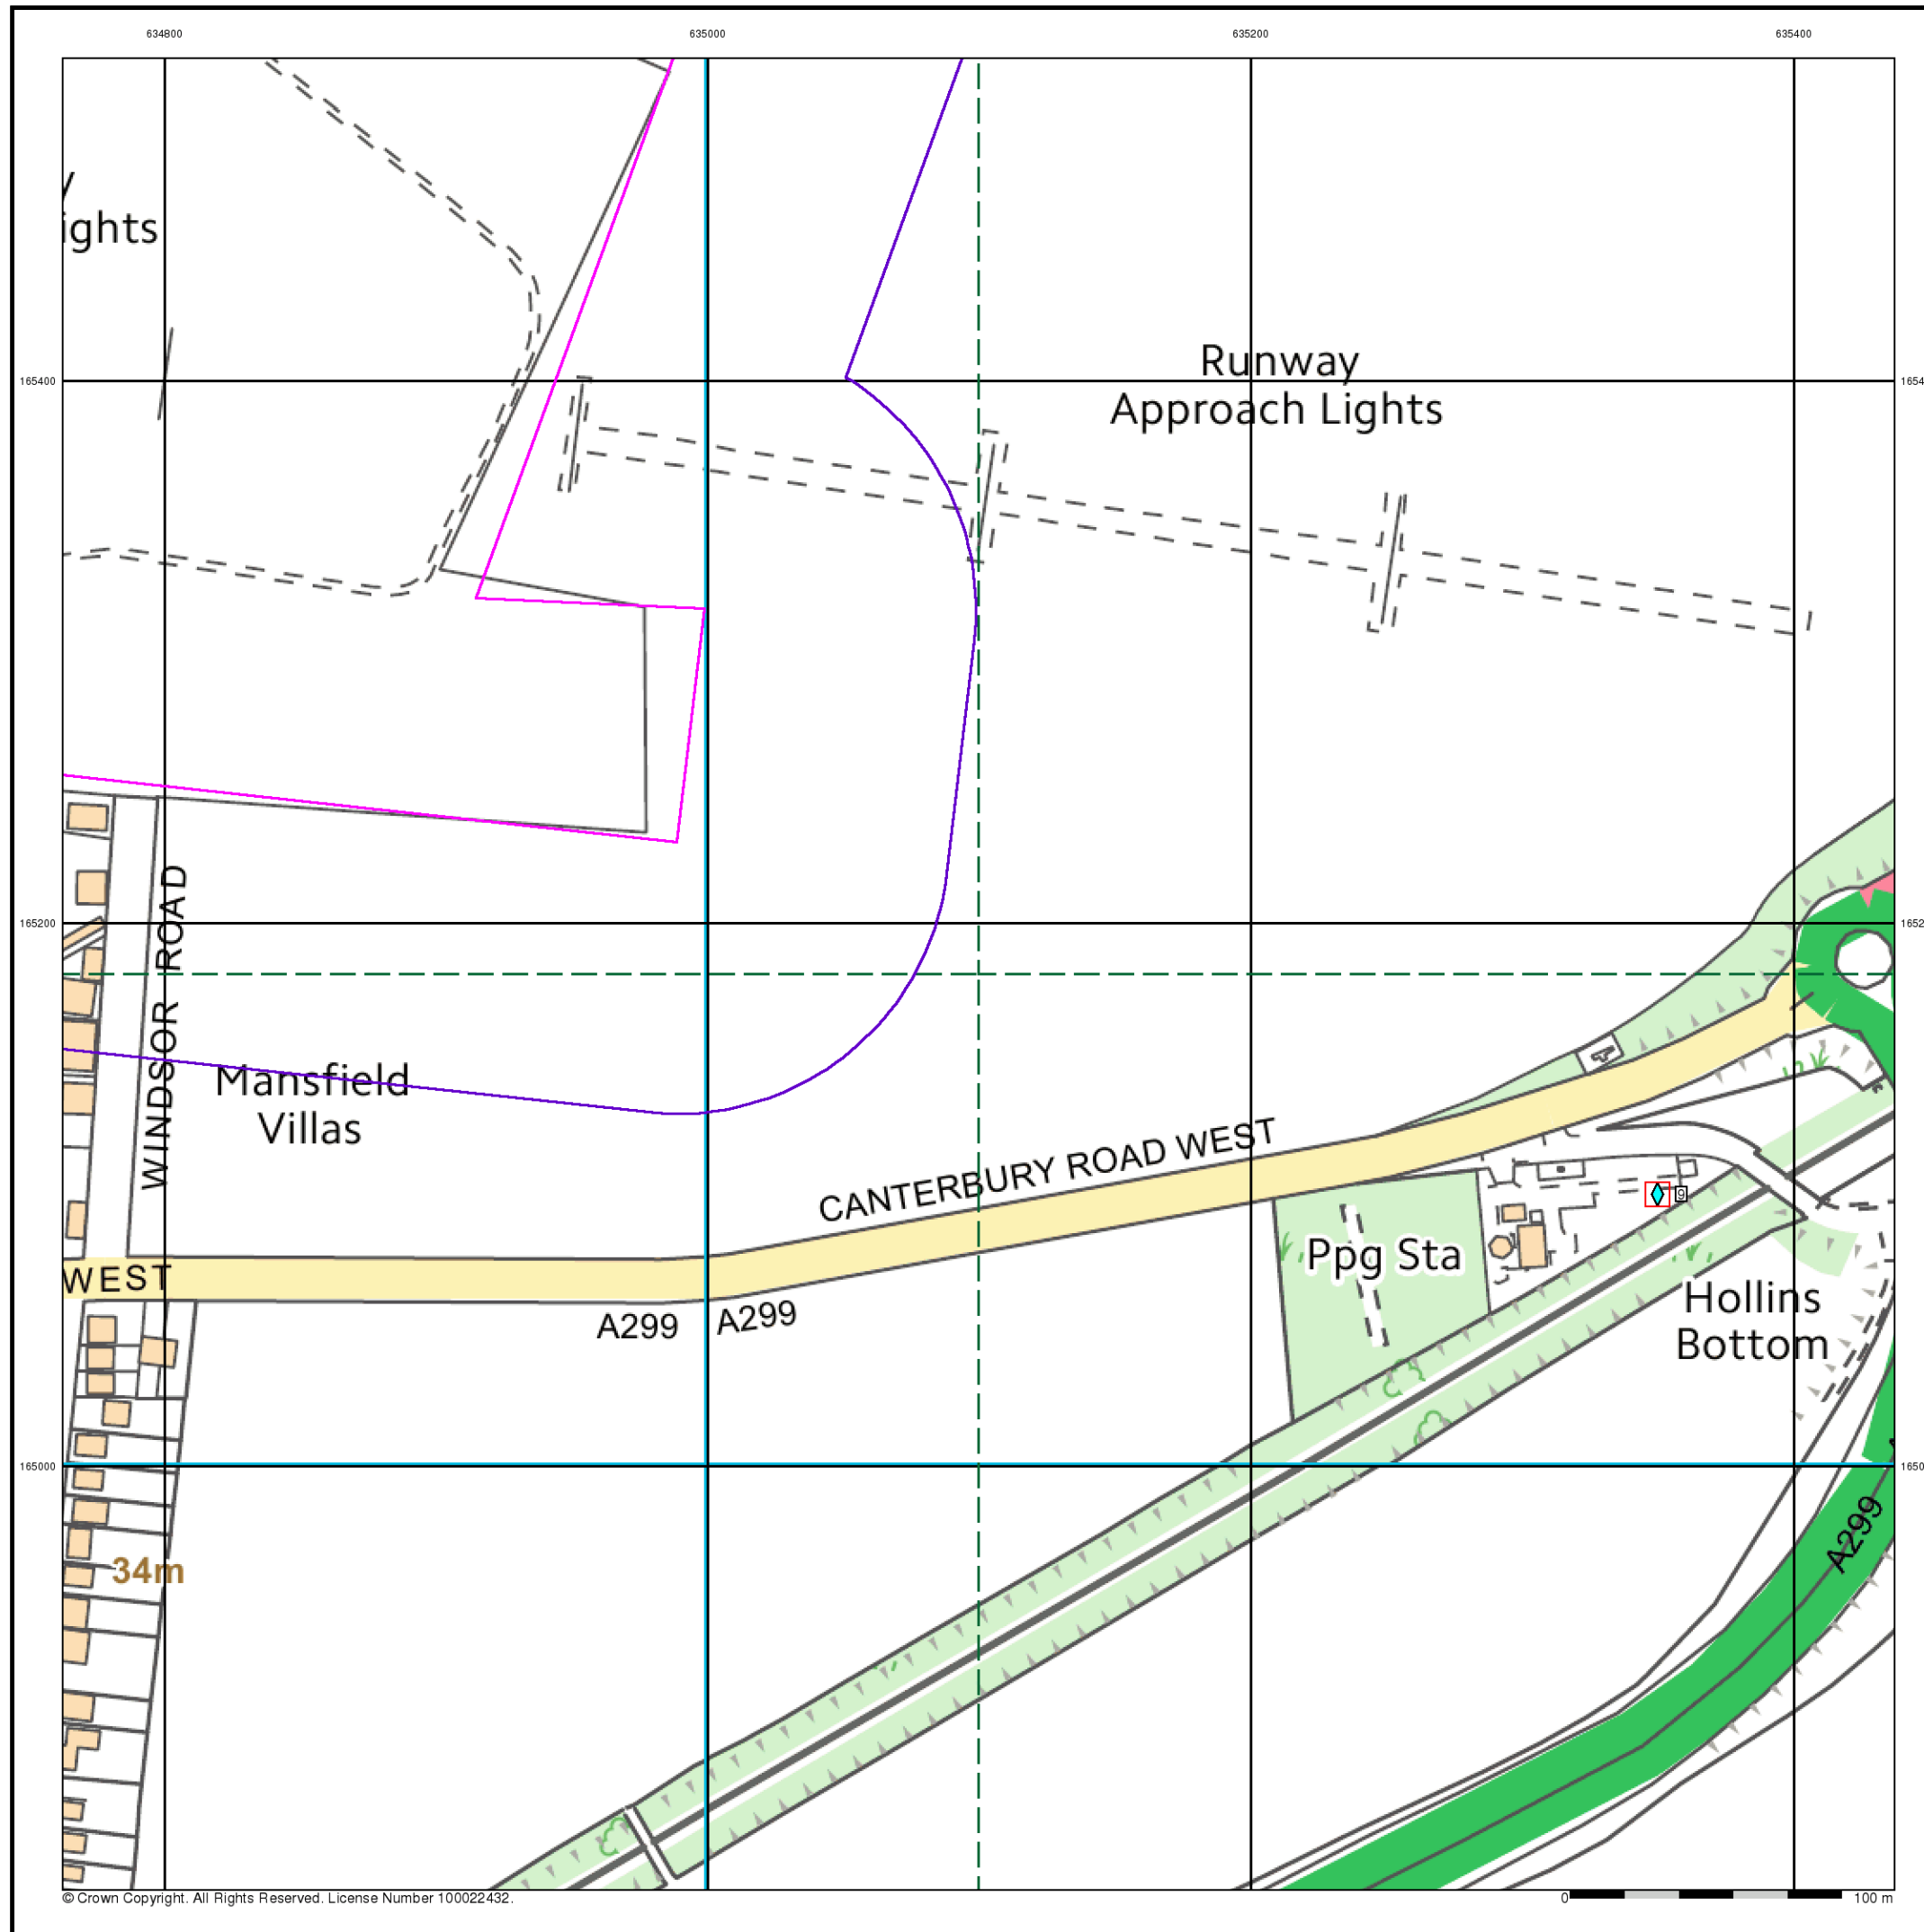 634800 635000 635200 635400
ights
Runway
Approach Lights
165400
165200
165000
WINDSOR ROAD
Mansfield
Villas
CANTERBURY ROAD WEST
WEST
A299
A299
Ppg Sta
9
Hollins
Bottom
34m
A299
© Crown Copyright. All Rights Reserved. License Number 100022432.
0 100 m